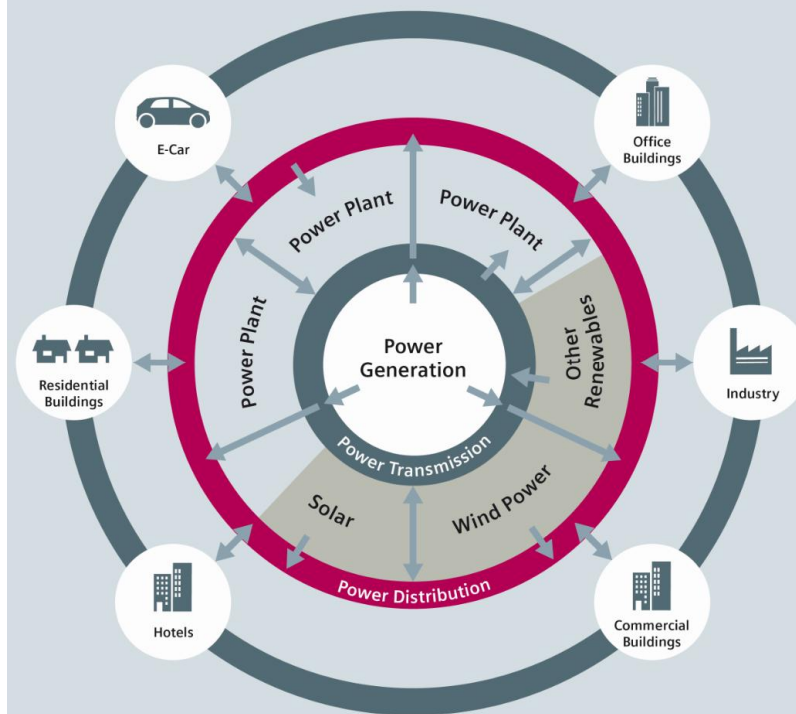 E-Car
Office
Buildings
Power Plant
Power Plant
Power Plant
Other
Renewables
Power
Generation
Residential
Buildings
Industry
Power Transmission
Solar
Wind Power
Power Distribution
Hotels
Commercial
Buildings